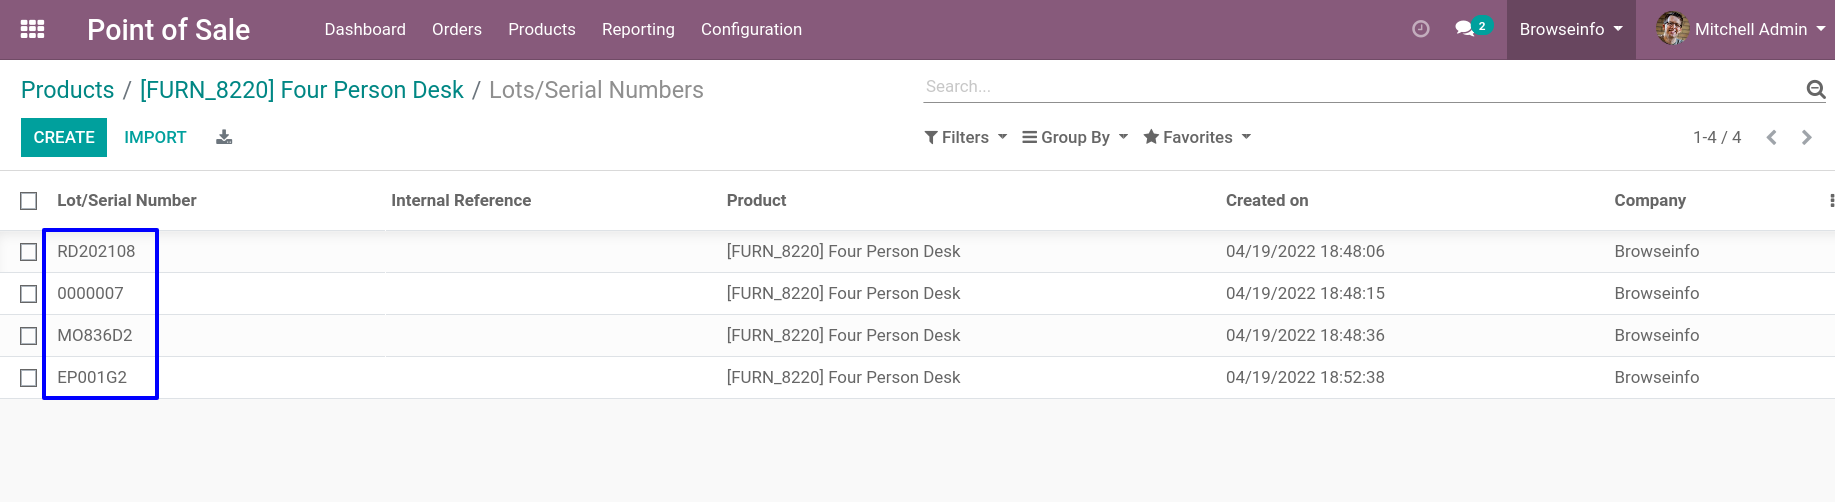 Point of Sale Dashboard Orders Products Reporting Configuration 2 Browseinfo Mitchell Admin
Products / [FURN_8220] Four Person Desk / Lots/Serial Numbers Search...
CREATE IMPORT Filters Group By Favorites 1-4 / 4
Lot/Serial Number Internal Reference Product Created on Company
RD202108 [FURN_8220] Four Person Desk 04/19/2022 18:48:06 Browseinfo
0000007 [FURN_8220] Four Person Desk 04/19/2022 18:48:15 Browseinfo
MO836D2 [FURN_8220] Four Person Desk 04/19/2022 18:48:36 Browseinfo
EP001G2 [FURN_8220] Four Person Desk 04/19/2022 18:52:38 Browseinfo